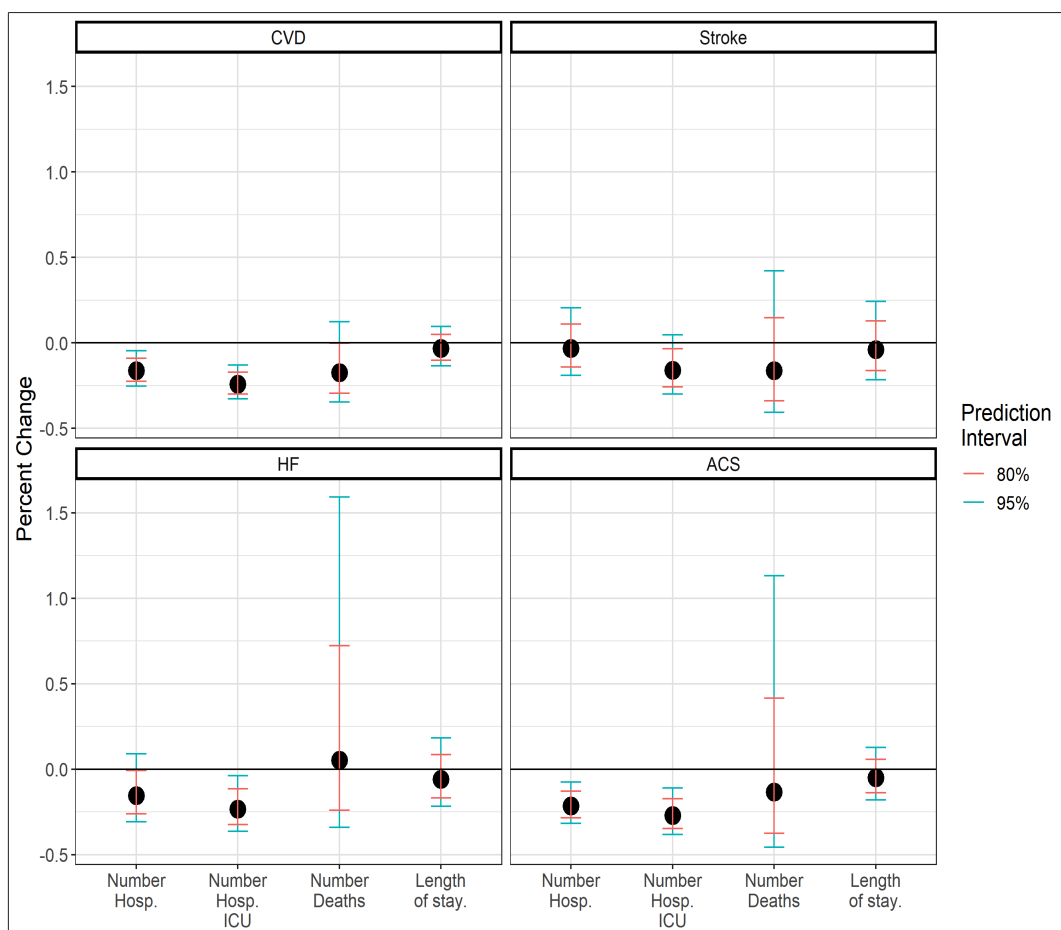 CVD
Stroke
1.5
1.0
0.5
0.0
-0.5
HF
ACS
1.5
1.0
0.5
0.0
-0.5
Percent Change
Number
Hosp.
Number
Hosp.
ICU
Number
Deaths
Length
of stay.
Number
Hosp.
Number
Hosp.
ICU
Number
Deaths
Length
of stay.
Prediction
Interval
80%
95%